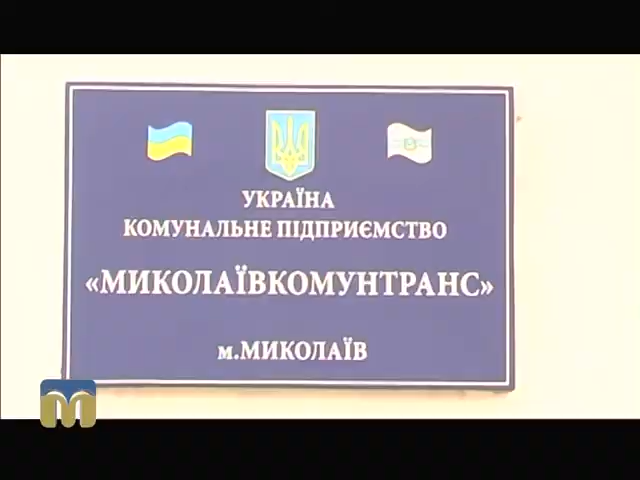 УКРАЇНА
КОМУНАЛЬНЕ ПІДПРИЄМСТВО
«МИКОЛАЇВКОМУНТРАНС»
м.МИКОЛАЇВ
М